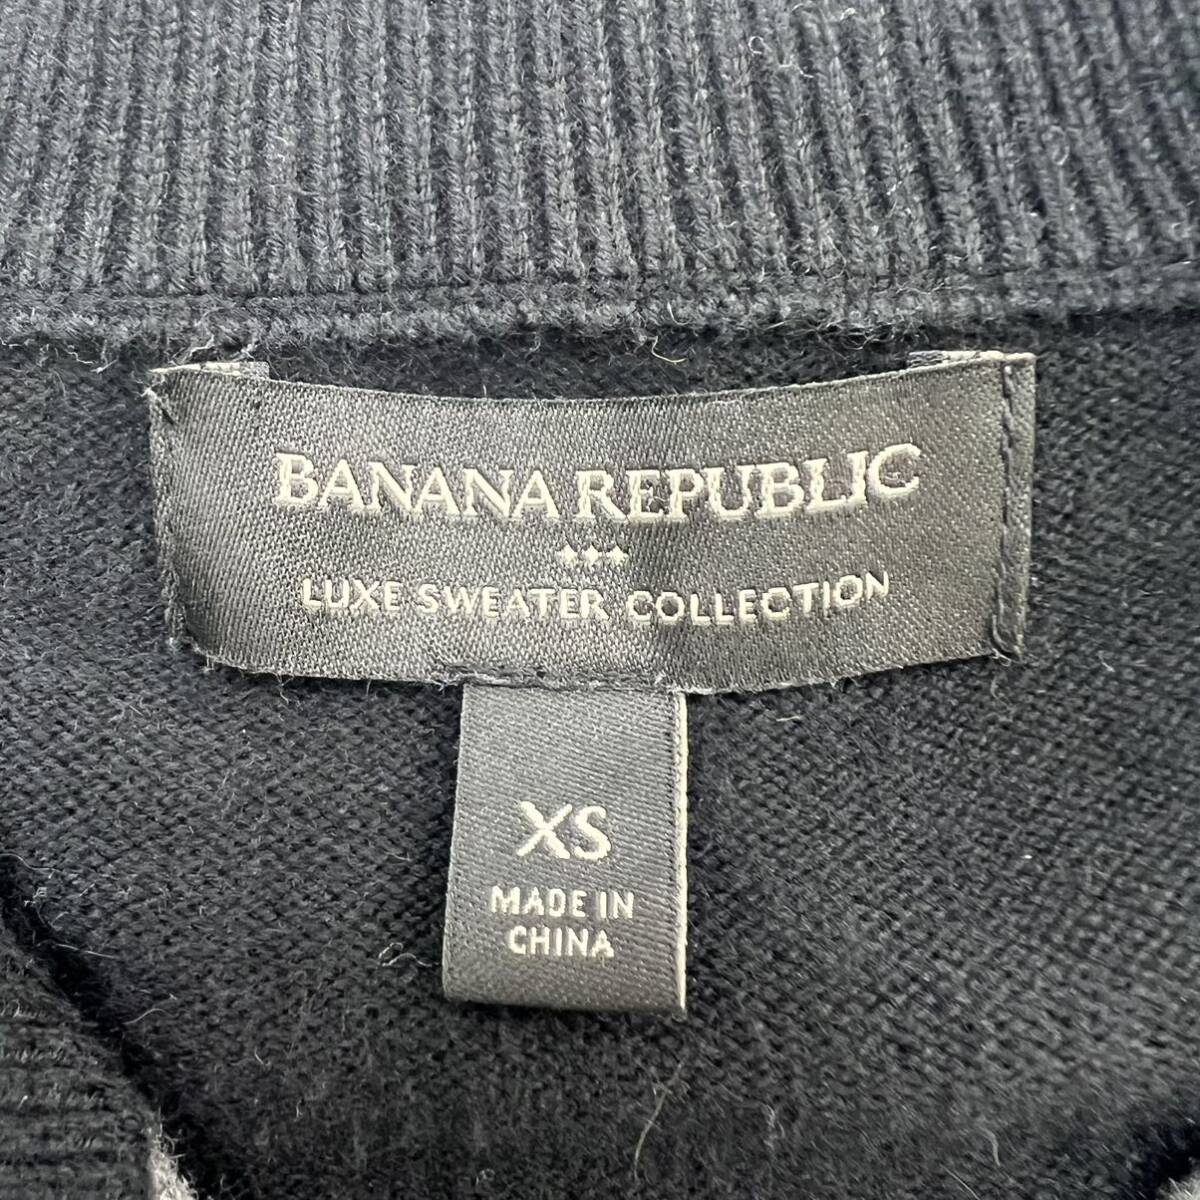 BANANA REPUBLIC
LUXE SWEATER COLLECTION
XS
MADE IN
CHINA